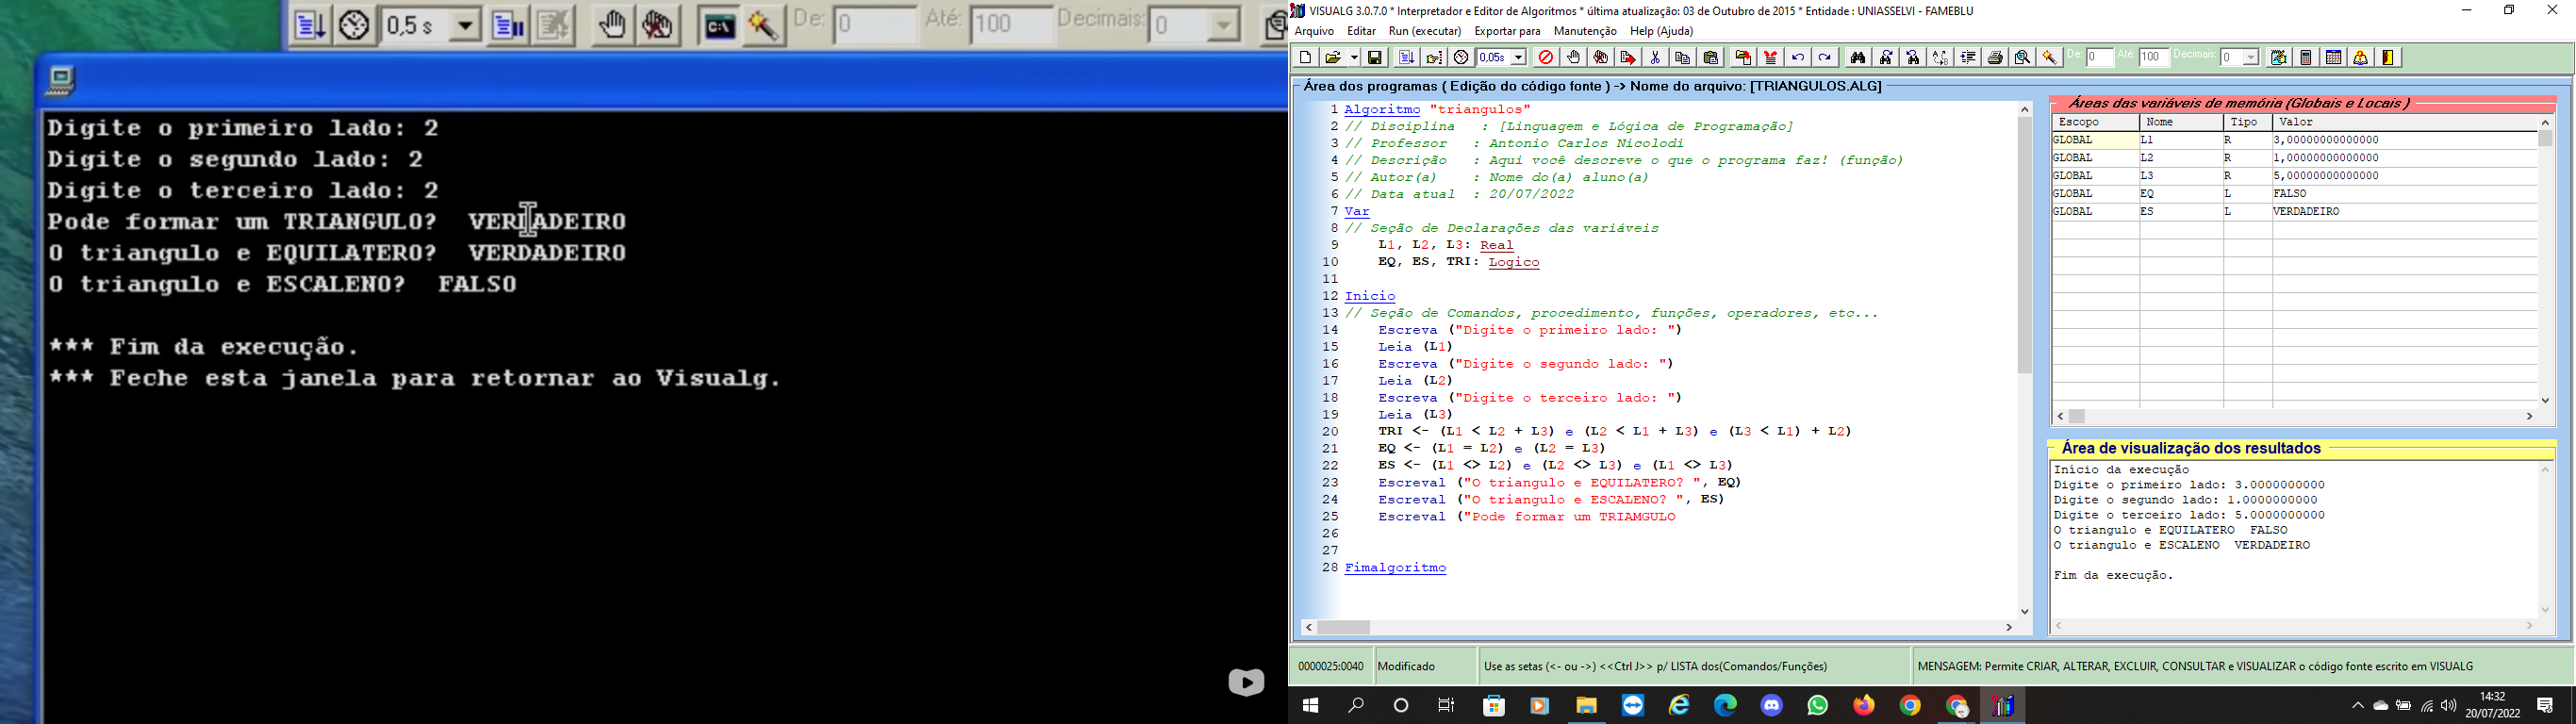 0,5 s De: 0 Até: 100 Decimais: 0
Digite o primeiro lado: 2
Digite o segundo lado: 2
Digite o terceiro lado: 2
Pode formar um TRIANGULO? VERDADEIRO
O triangulo e EQUILATERO? VERDADEIRO
O triangulo e ESCALENO? FALSO
*** Fim da execução.
*** Feche esta janela para retornar ao Visualg.
VISUALG 3.0.7.0 * Interpretador e Editor de Algoritmos * última atualização: 03 de Outubro de 2015 * Entidade : UNIASSELVI - FAMEBLU
Arquivo Editar Run (executar) Exportar para Manutenção Help (Ajuda)
0,05s De: 0 Até: 100 Decimais: 0
Área dos programas ( Edição do código fonte ) -> Nome do arquivo: [TRIANGULOS.ALG]
1 Algoritmo "triangulos"
2 // Disciplina : [Linguagem e Lógica de Programação]
3 // Professor : Antonio Carlos Nicolodi
4 // Descrição : Aqui você descreve o que o programa faz! (função)
5 // Autor(a) : Nome do(a) aluno(a)
6 // Data atual : 20/07/2022
7 Var
8 // Seção de Declarações das variáveis
9 L1, L2, L3: Real
10 EQ, ES, TRI: Logico
11
12 Inicio
13 // Seção de Comandos, procedimento, funções, operadores, etc...
14 Escreva ("Digite o primeiro lado: ")
15 Leia (L1)
16 Escreva ("Digite o segundo lado: ")
17 Leia (L2)
18 Escreva ("Digite o terceiro lado: ")
19 Leia (L3)
20 TRI <- (L1 < L2 + L3) e (L2 < L1 + L3) e (L3 < L1) + L2)
21 EQ <- (L1 = L2) e (L2 = L3)
22 ES <- (L1 <> L2) e (L2 <> L3) e (L1 <> L3)
23 Escreval ("O triangulo e EQUILATERO? ", EQ)
24 Escreval ("O triangulo e ESCALENO? ", ES)
25 Escreval ("Pode formar um TRIAMGULO
26
27
28 Fimalgoritmo
Áreas das variáveis de memória (Globais e Locais )
Escopo Nome Tipo Valor
GLOBAL L1 R 3,00000000000000
GLOBAL L2 R 1,00000000000000
GLOBAL L3 R 5,00000000000000
GLOBAL EQ L FALSO
GLOBAL ES L VERDADEIRO
Área de visualização dos resultados
Início da execução
Digite o primeiro lado: 3.0000000000
Digite o segundo lado: 1.0000000000
Digite o terceiro lado: 5.0000000000
O triangulo e EQUILATERO FALSO
O triangulo e ESCALENO VERDADEIRO
Fim da execução.
0000025:0040 Modificado Use as setas (<- ou ->) <<Ctrl J>> p/ LISTA dos(Comandos/Funções) MENSAGEM: Permite CRIAR, ALTERAR, EXCLUIR, CONSULTAR e VISUALIZAR o código fonte escrito em VISUALG
14:32
20/07/2022